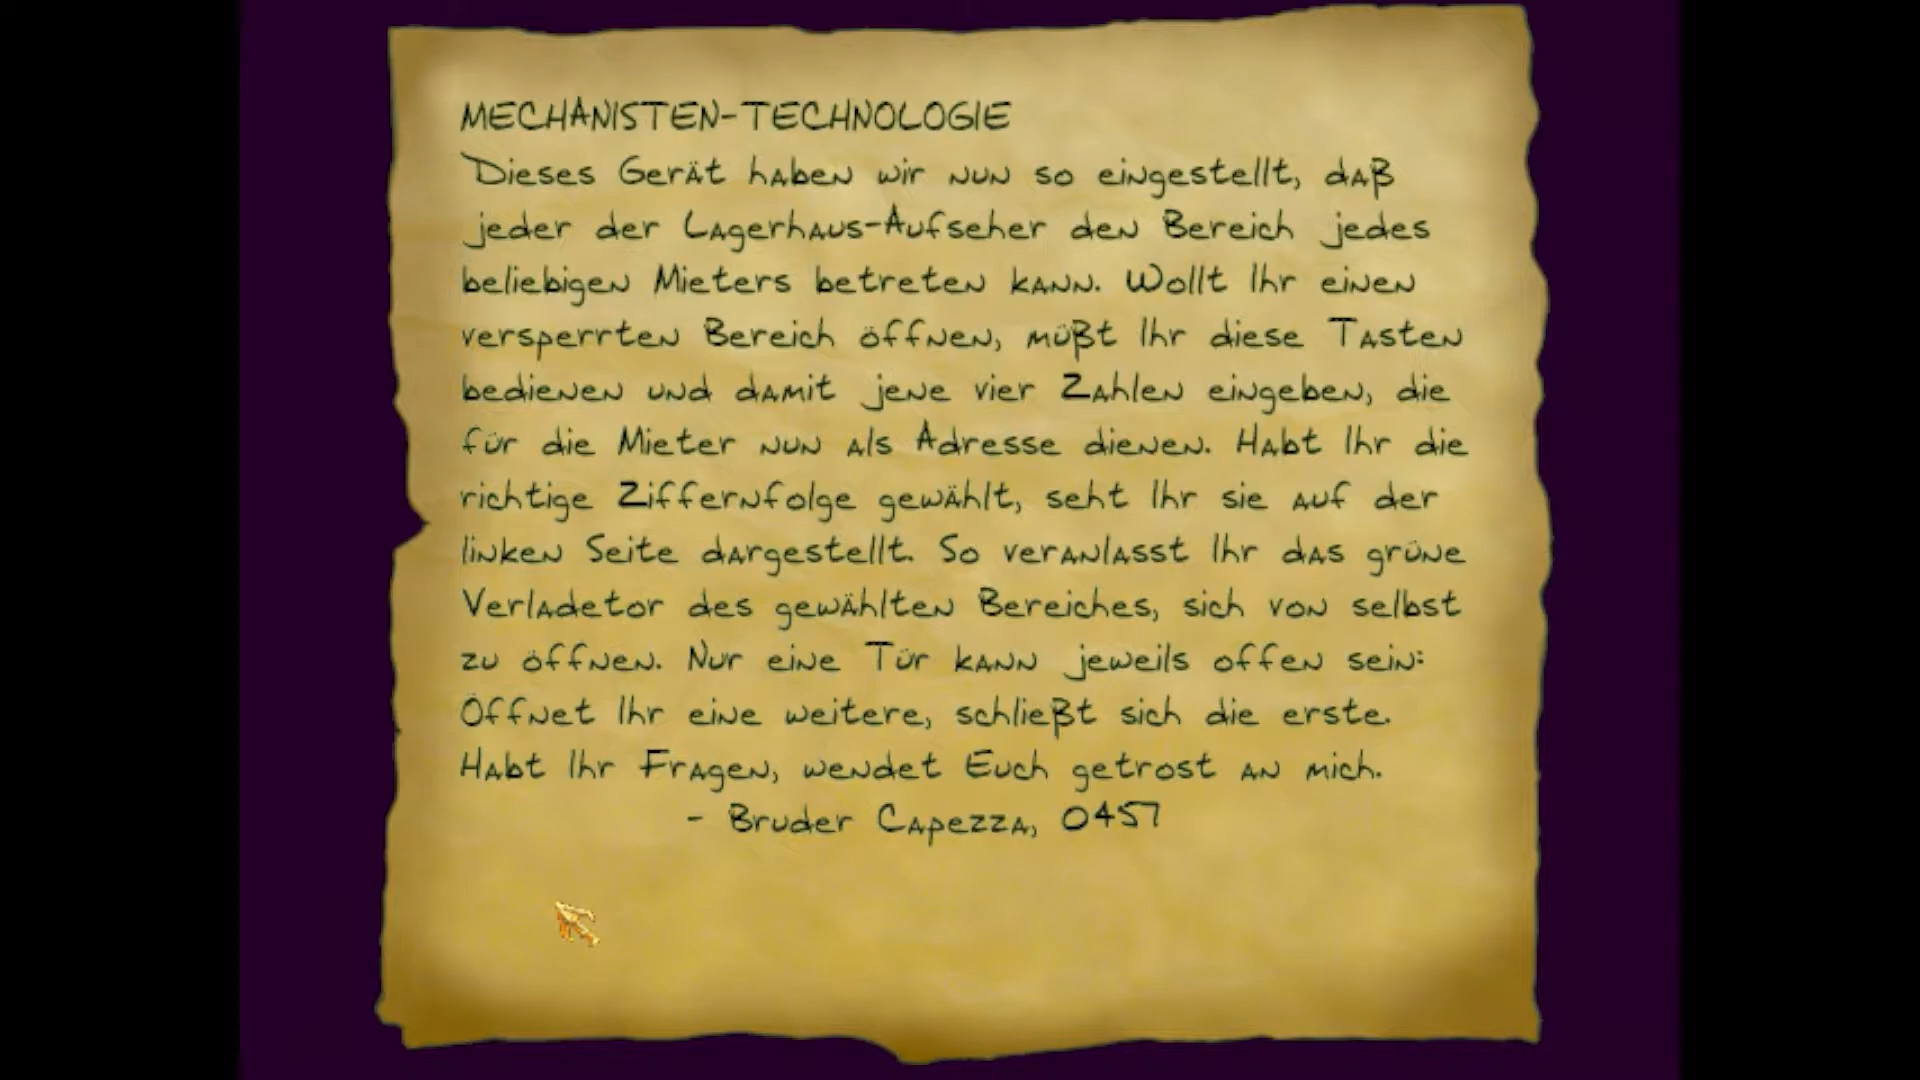 MECHANISTEN-TECHNOLOGIE
Dieses Gerät haben wir nun so eingestellt, daß
jeder der Lagerhaus-Aufseher den Bereich jedes
beliebigen Mieters betreten kann. Wollt Ihr einen
versperrten Bereich öffnen, müßt Ihr diese Tasten
bedienen und damit jene vier Zahlen eingeben, die
für die Mieter nun als Adresse dienen. Habt Ihr die
richtige Ziffernfolge gewählt, seht Ihr sie auf der
linken Seite dargestellt. So veranlasst Ihr das grüne
Verladetor des gewählten Bereiches, sich von selbst
zu öffnen. Nur eine Tür kann jeweils offen sein:
Öffnet Ihr eine weitere, schließt sich die erste.
Habt Ihr Fragen, wendet Euch getrost an mich.
- Bruder Capezza, 0457